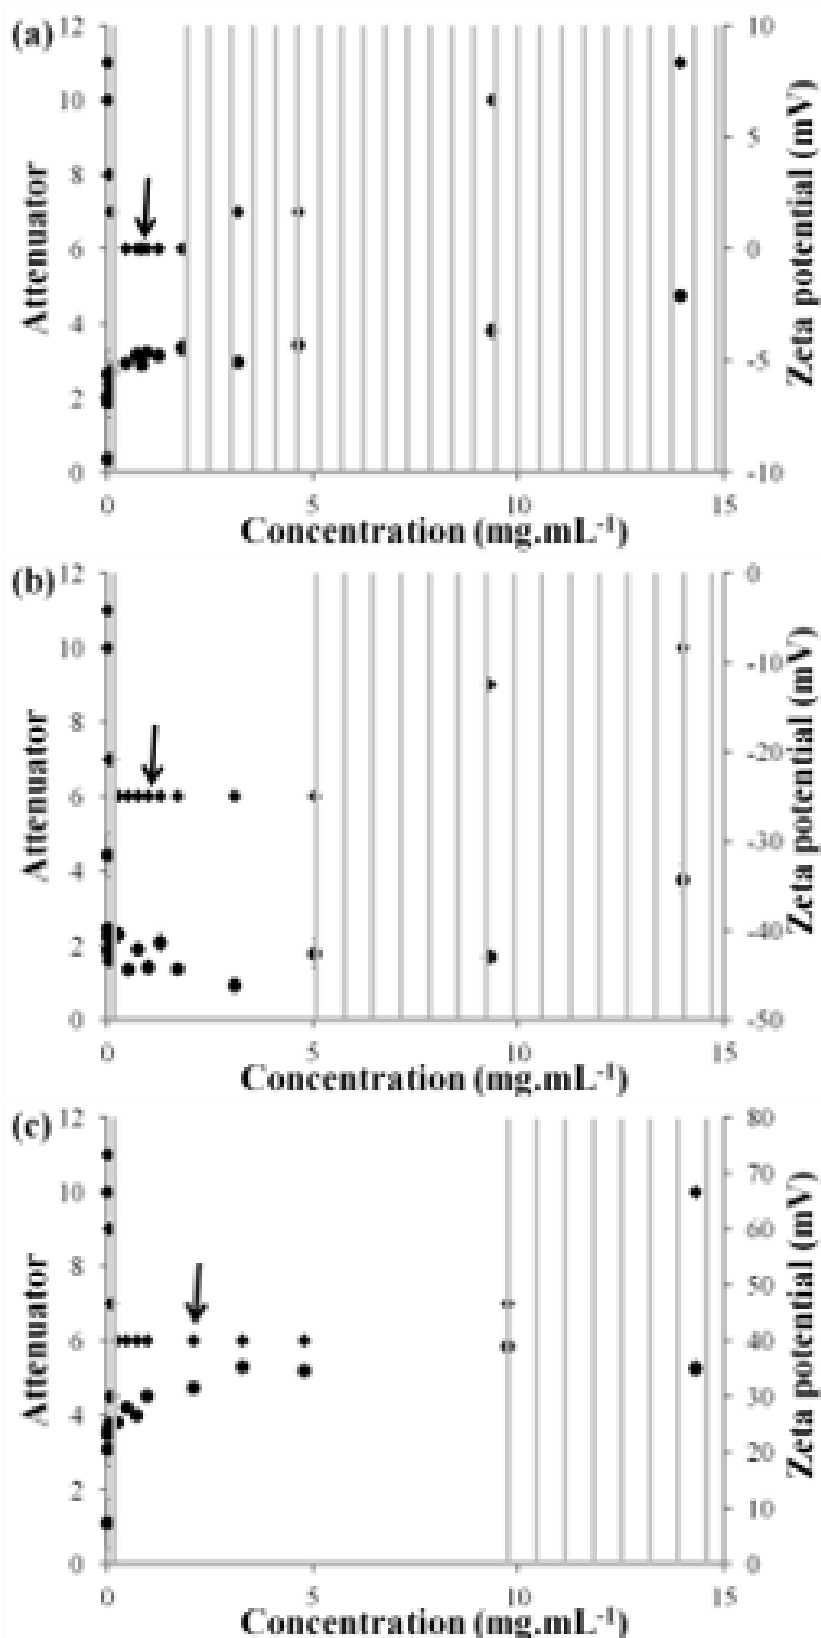 (a)
12
10
8
6
4
2
0
Attenuator
10
5
0
-5
-10
Zeta potential (mV)
0 5 10 15
Concentration (mg.mL⁻¹)
(b)
12
10
8
6
4
2
0
Attenuator
0
-10
-20
-30
-40
-50
Zeta potential (mV)
0 5 10 15
Concentration (mg.mL⁻¹)
(c)
12
10
8
6
4
2
0
Attenuator
80
70
60
50
40
30
20
10
0
Zeta potential (mV)
0 5 10 15
Concentration (mg.mL⁻¹)